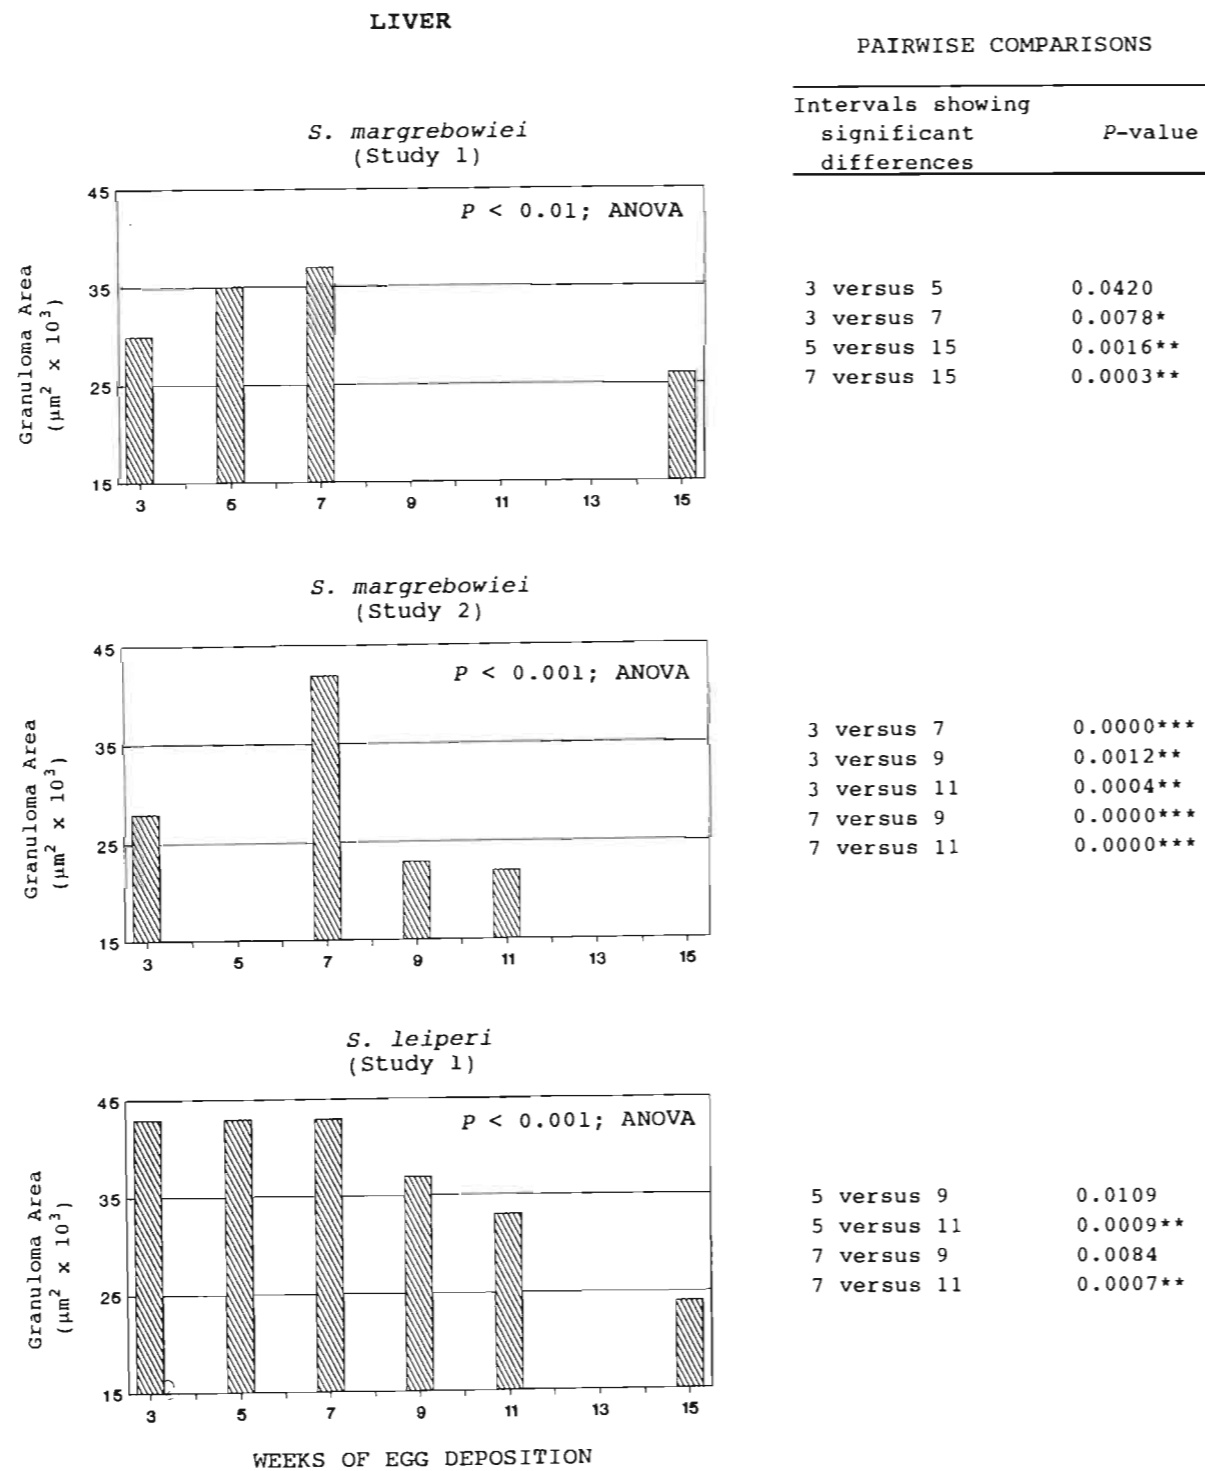 LIVER
PAIRWISE COMPARISONS
Intervals showing
significant
differences
P-value
S. margrebowiei
(Study 1)
P < 0.01; ANOVA
Granuloma Area
(µm² x 10³)
45
35
25
15
3 5 7 9 11 13 15
3 versus 5 0.0420
3 versus 7 0.0078*
5 versus 15 0.0016**
7 versus 15 0.0003**
S. margrebowiei
(Study 2)
P < 0.001; ANOVA
Granuloma Area
(µm² x 10³)
45
35
25
15
3 5 7 9 11 13 15
3 versus 7 0.0000***
3 versus 9 0.0012**
3 versus 11 0.0004**
7 versus 9 0.0000***
7 versus 11 0.0000***
S. leiperi
(Study 1)
P < 0.001; ANOVA
Granuloma Area
(µm² x 10³)
45
35
25
15
3 5 7 9 11 13 15
5 versus 9 0.0109
5 versus 11 0.0009**
7 versus 9 0.0084
7 versus 11 0.0007**
WEEKS OF EGG DEPOSITION